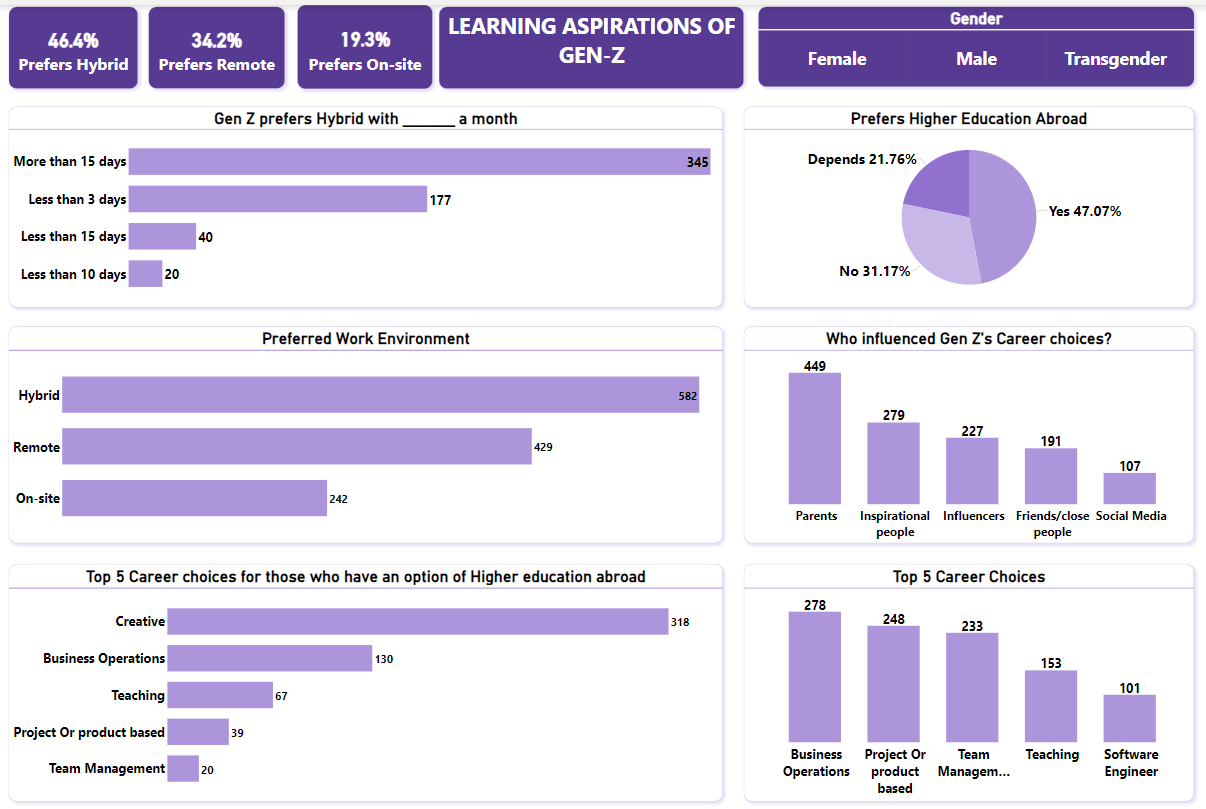 46.4%
Prefers Hybrid
34.2%
Prefers Remote
19.3%
Prefers On-site
LEARNING ASPIRATIONS OF
GEN-Z
Gender
Female
Male
Transgender
Gen Z prefers Hybrid with ______ a month
More than 15 days
345
Less than 3 days
177
Less than 15 days
40
Less than 10 days
20
Prefers Higher Education Abroad
Depends 21.76%
Yes 47.07%
No 31.17%
Preferred Work Environment
Hybrid
582
Remote
429
On-site
242
Who influenced Gen Z's Career choices?
449
279
227
191
107
Parents
Inspirational
people
Influencers
Friends/close
people
Social Media
Top 5 Career choices for those who have an option of Higher education abroad
Creative
318
Business Operations
130
Teaching
67
Project Or product based
39
Team Management
20
Top 5 Career Choices
278
248
233
153
101
Business
Operations
Project Or
product
based
Team
Managem...
Teaching
Software
Engineer